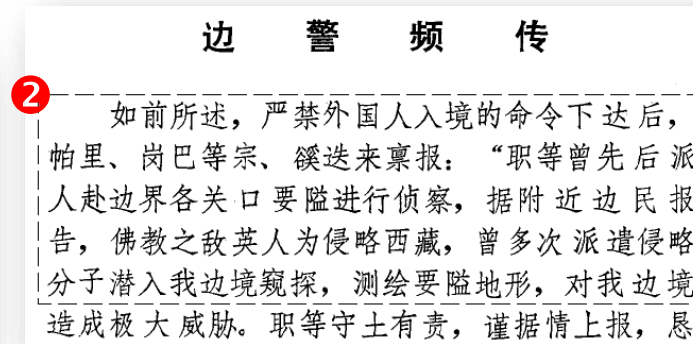 边警频传
2
如前所述，严禁外国人入境的命令下达后，
帕里、岗巴等宗、豀迭来禀报：“职等曾先后派
人赴边界各关口要隘进行侦察，据附近边民报
告，佛教之敌英人为侵略西藏，曾多次派遣侵略
分子潜入我边境窥探，测绘要隘地形，对我边境
造成极大威胁。职等守土有责，谨据情上报，恳